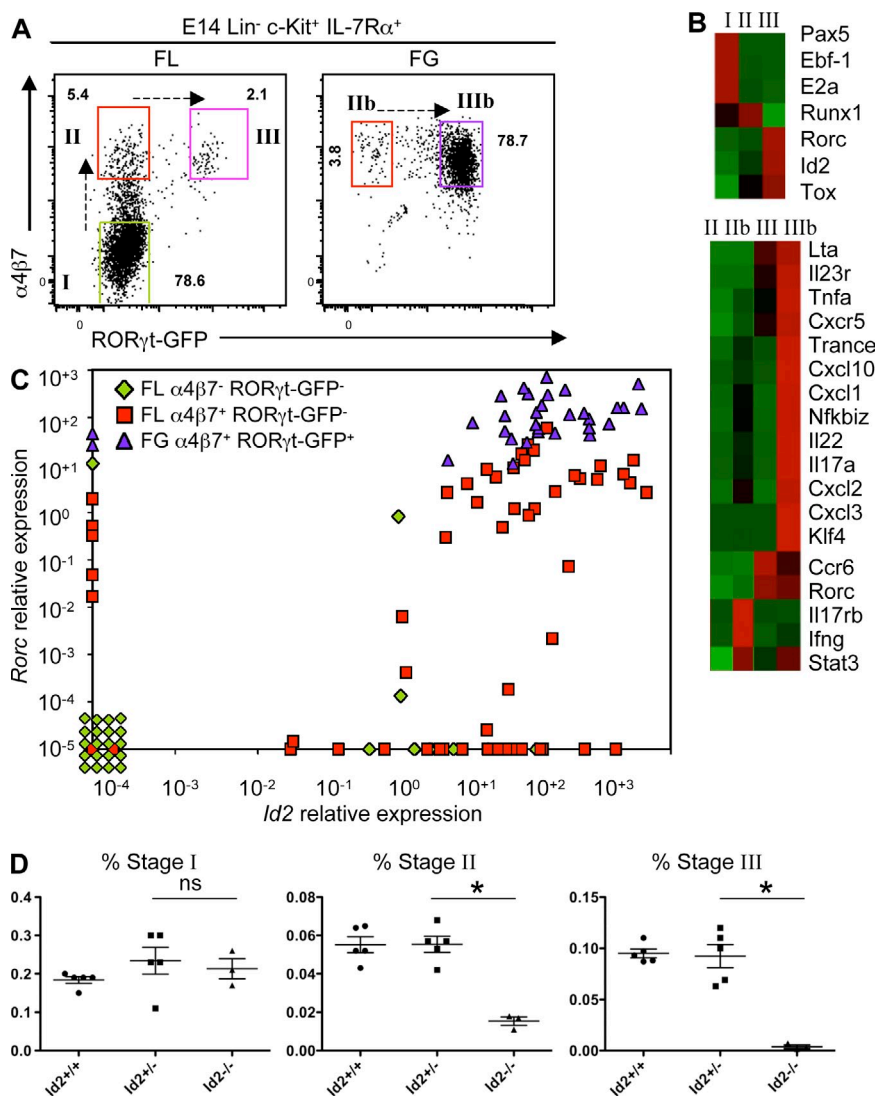 A
E14 Lin- c-Kit+ IL-7Rα+
FL
FG
5.4
2.1
II
III
I
78.6
IIb
IIIb
3.8
78.7
α4β7
0
0
0
0
RORγt-GFP
B
I II III
Pax5
Ebf-1
E2a
Runx1
Rorc
Id2
Tox
II IIb III IIIb
Lta
Il23r
Tnfa
Cxcr5
Trance
Cxcl10
Cxcl1
Nfkbiz
Il22
Il17a
Cxcl2
Cxcl3
Klf4
Ccr6
Rorc
Il17rb
Ifng
Stat3
C
FL α4β7- RORγt-GFP-
FL α4β7+ RORγt-GFP-
FG α4β7+ RORγt-GFP+
Rorc relative expression
10+3
10+2
10+1
100
10-1
10-2
10-3
10-4
10-5
10-4 10-3 10-2 10-1 100 10+1 10+2 10+3
Id2 relative expression
D
% Stage I
ns
0.4
0.3
0.2
0.1
0.0
Id2+/+ Id2+/- Id2-/-
% Stage II
*
0.08
0.06
0.04
0.02
0.00
Id2+/+ Id2+/- Id2-/-
% Stage III
*
0.15
0.10
0.05
0.00
Id2+/+ Id2+/- Id2-/-